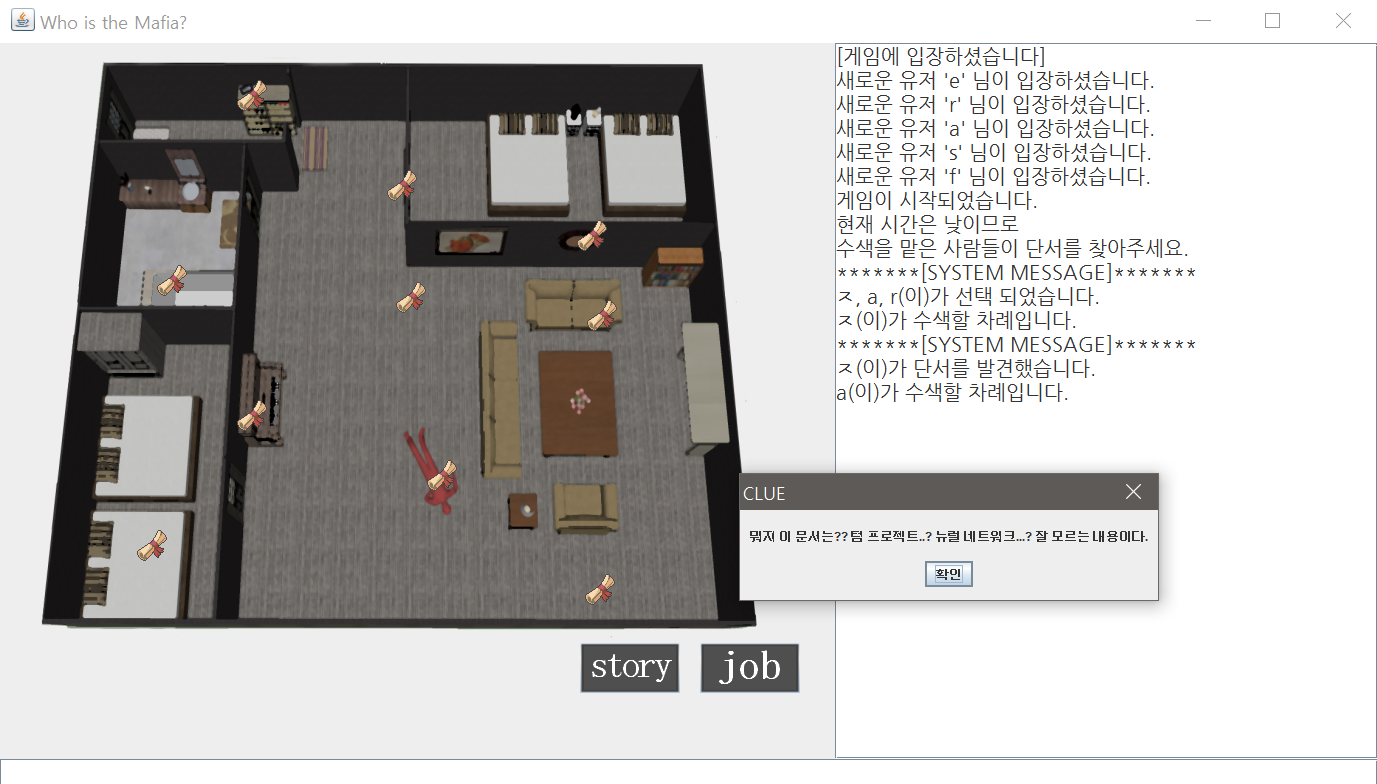 Who is the Mafia?
[게임에 입장하셨습니다]
새로운 유저 'e' 님이 입장하셨습니다.
새로운 유저 'r' 님이 입장하셨습니다.
새로운 유저 'a' 님이 입장하셨습니다.
새로운 유저 's' 님이 입장하셨습니다.
새로운 유저 'f' 님이 입장하셨습니다.
게임이 시작되었습니다.
현재 시간은 낮이므로
수색을 맡은 사람들이 단서를 찾아주세요.
*******[SYSTEM MESSAGE]*******
ㅈ, a, r(이)가 선택 되었습니다.
ㅈ(이)가 수색할 차례입니다.
*******[SYSTEM MESSAGE]*******
ㅈ(이)가 단서를 발견했습니다.
a(이)가 수색할 차례입니다.
CLUE
뭐지 이 문서는?? 텀 프로젝트..? 뉴럴 네트워크...? 잘 모르는 내용이다.
확인
story
job